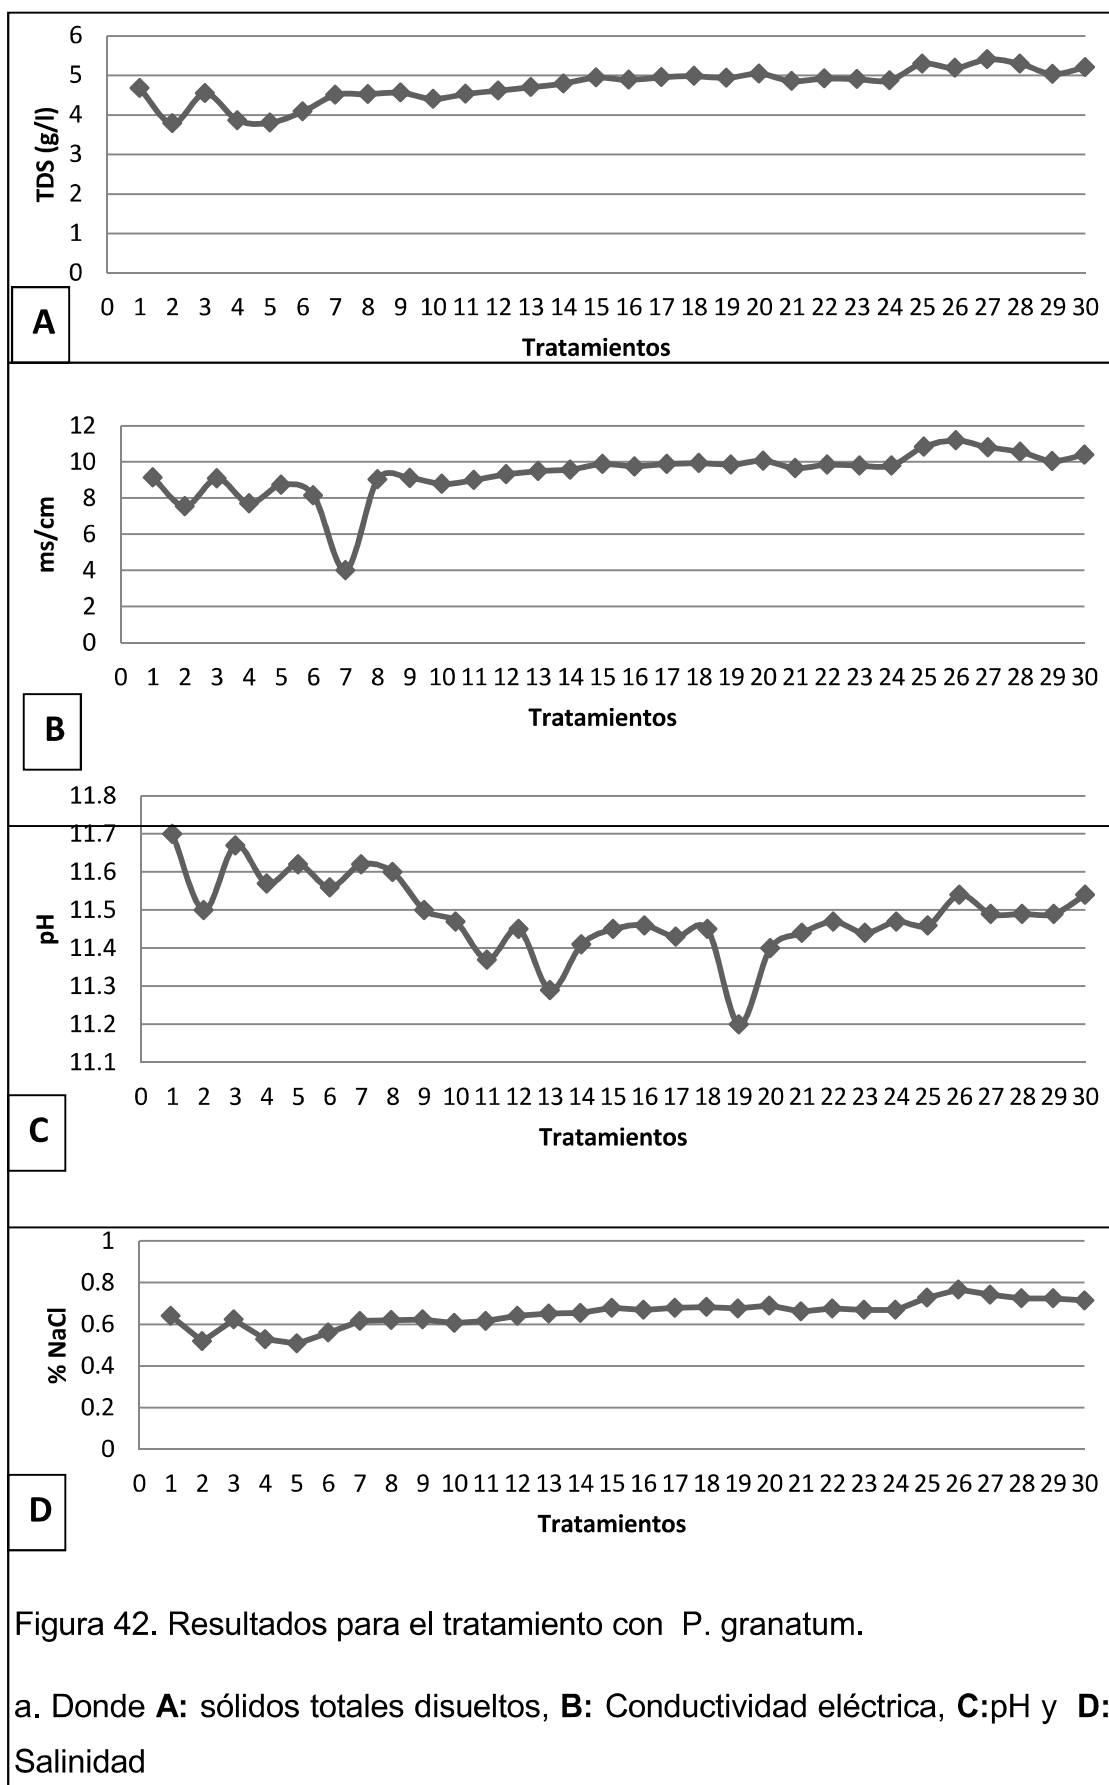 6
5
4
3
2
1
0
TDS (g/l)
0 1 2 3 4 5 6 7 8 9 10 11 12 13 14 15 16 17 18 19 20 21 22 23 24 25 26 27 28 29 30
A
Tratamientos
12
10
8
6
4
2
0
ms/cm
0 1 2 3 4 5 6 7 8 9 10 11 12 13 14 15 16 17 18 19 20 21 22 23 24 25 26 27 28 29 30
Tratamientos
B
11.8
11.7
11.6
11.5
11.4
11.3
11.2
11.1
pH
0 1 2 3 4 5 6 7 8 9 10 11 12 13 14 15 16 17 18 19 20 21 22 23 24 25 26 27 28 29 30
C
Tratamientos
1
0.8
0.6
0.4
0.2
0
% NaCl
0 1 2 3 4 5 6 7 8 9 10 11 12 13 14 15 16 17 18 19 20 21 22 23 24 25 26 27 28 29 30
D
Tratamientos
Figura 42. Resultados para el tratamiento con P. granatum.
a. Donde A: sólidos totales disueltos, B: Conductividad eléctrica, C:pH y D:
Salinidad